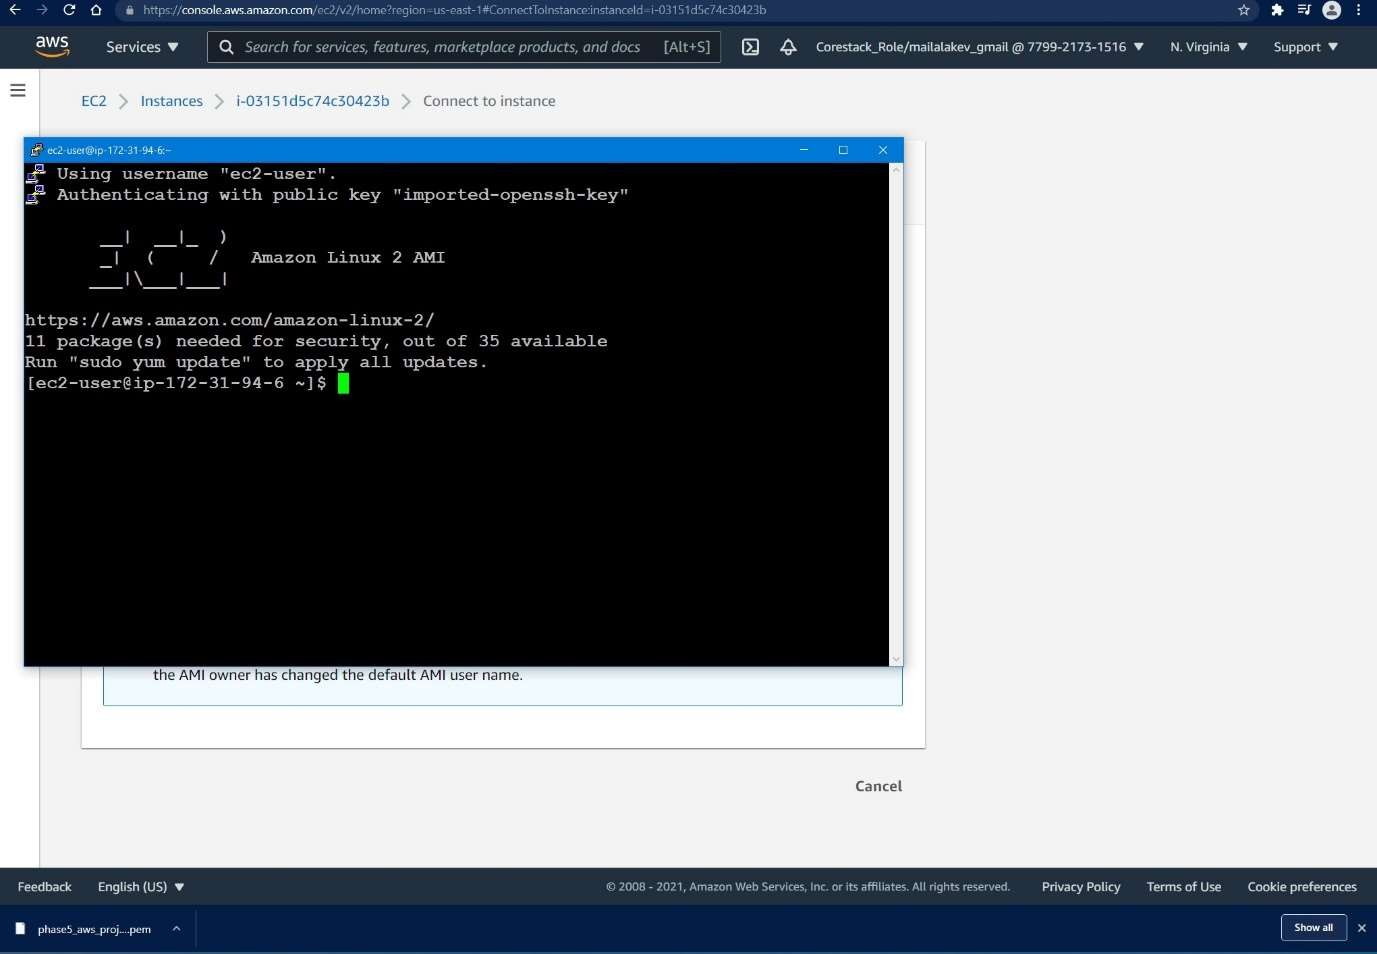 https://console.aws.amazon.com/ec2/v2/home?region=us-east-1#ConnectToInstance:instanceId=i-03151d5c74c30423b
aws Services ▼ Search for services, features, marketplace products, and docs [Alt+S] Corestack_Role/mailalakev_gmail @ 7799-2173-1516 ▼ N. Virginia ▼ Support ▼
EC2 > Instances > i-03151d5c74c30423b > Connect to instance
ec2-user@ip-172-31-94-6:~
Using username "ec2-user".
Authenticating with public key "imported-openssh-key"
__|  __|_  )
_|  (     /   Amazon Linux 2 AMI
___|\___|___|
https://aws.amazon.com/amazon-linux-2/
11 package(s) needed for security, out of 35 available
Run "sudo yum update" to apply all updates.
[ec2-user@ip-172-31-94-6 ~]$
the AMI owner has changed the default AMI user name.
Cancel
Feedback English (US) ▼ © 2008 - 2021, Amazon Web Services, Inc. or its affiliates. All rights reserved. Privacy Policy Terms of Use Cookie preferences
phase5_aws_proj....pem Show all